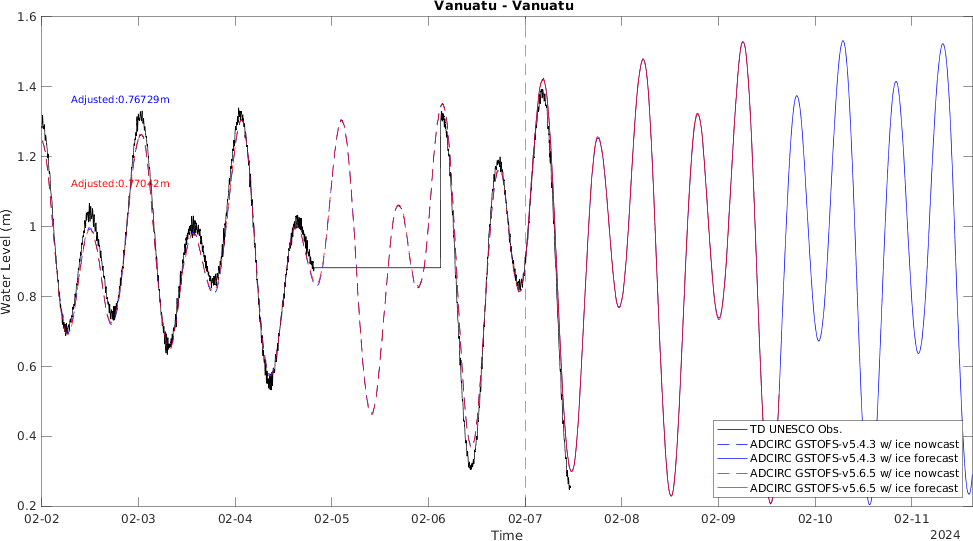 Vanuatu - Vanuatu
1.6
1.4
1.2
1
0.8
0.6
0.4
0.2
Water Level (m)
Adjusted:0.76729m
Adjusted:0.77042m
TD UNESCO Obs.
ADCIRC GSTOFS-v5.4.3 w/ ice nowcast
ADCIRC GSTOFS-v5.4.3 w/ ice forecast
ADCIRC GSTOFS-v5.6.5 w/ ice nowcast
ADCIRC GSTOFS-v5.6.5 w/ ice forecast
02-02 02-03 02-04 02-05 02-06 02-07 02-08 02-09 02-10 02-11
Time
2024